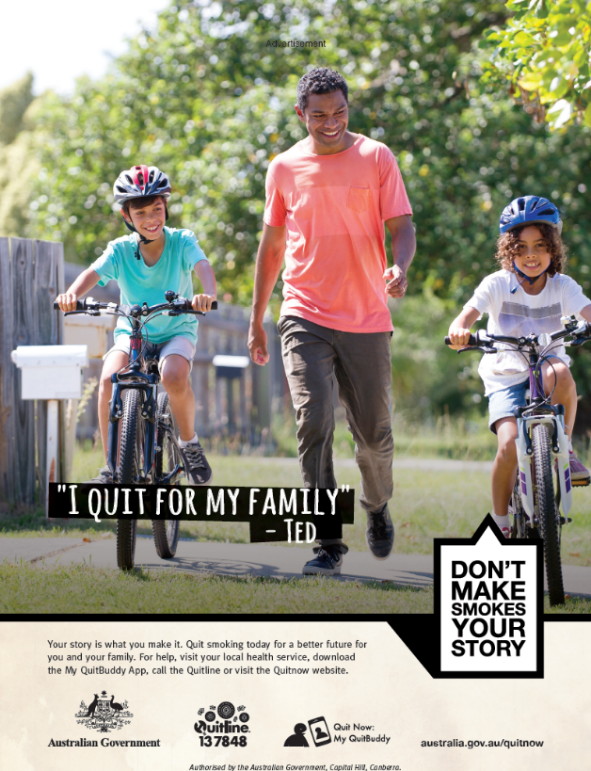 Advertisement
"I QUIT FOR MY FAMILY"
- TED
DON'T
MAKE
SMOKES
YOUR
STORY
Your story is what you make it. Quit smoking today for a better future for
you and your family. For help, visit your local health service, download
the My QuitBuddy App, call the Quitline or visit the Quitnow website.
Australian Government
Quitline
137848
Quit Now:
My QuitBuddy
australia.gov.au/quitnow
Authorised by the Australian Government, Capital Hill, Canberra.